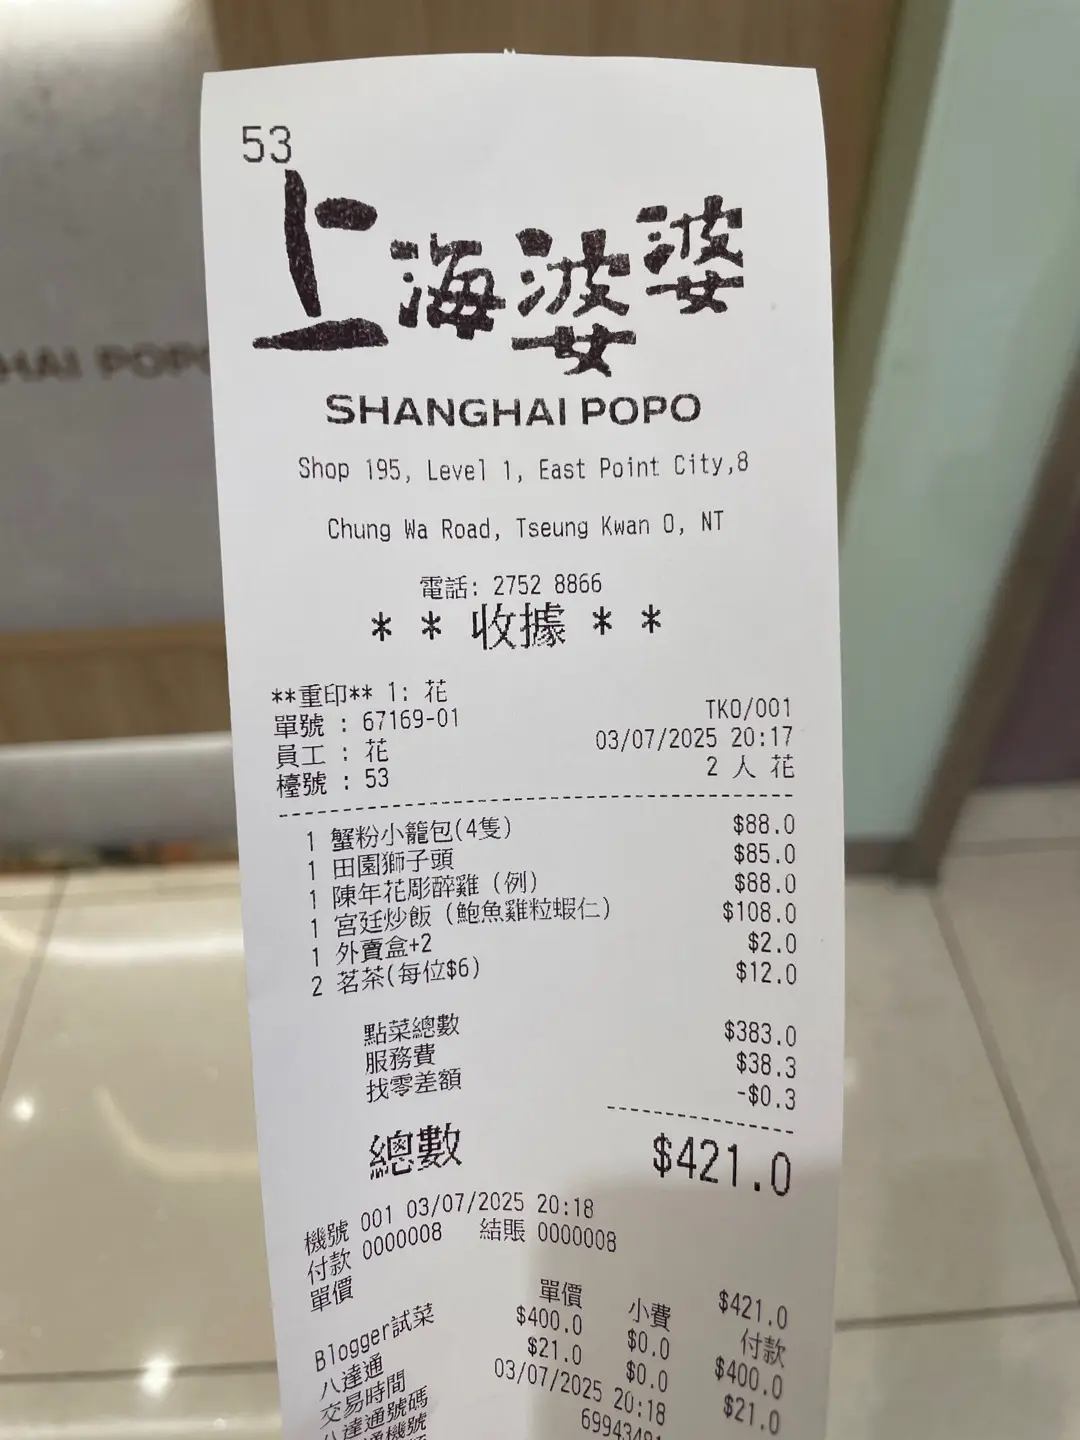 53
上海婆婆
SHANGHAI POPO
Shop 195, Level 1, East Point City,8
Chung Wa Road, Tseung Kwan O, NT
電話: 2752 8866
* * 收據 * *
**重印** 1: 花
單號 : 67169-01 TKO/001
員工 : 花 03/07/2025 20:17
檯號 : 53 2 人 花
1 蟹粉小籠包(4隻) $88.0
1 田園獅子頭 $85.0
1 陳年花彫醉雞 (例) $88.0
1 宮廷炒飯 (鮑魚雞粒蝦仁) $108.0
1 外賣盒+2 $2.0
2 茗茶(每位$6) $12.0
點菜總數 $383.0
服務費 $38.3
找零差額 -$0.3
總數 $421.0
機號 001 03/07/2025 20:18
付款 0000008 結賬 0000008
單價 $421.0
單價 小費 付款
Blogger試菜 $400.0 $0.0 $400.0
八達通 $21.0 $0.0 $21.0
交易時間 03/07/2025 20:18
八達通號碼
HAI POPO